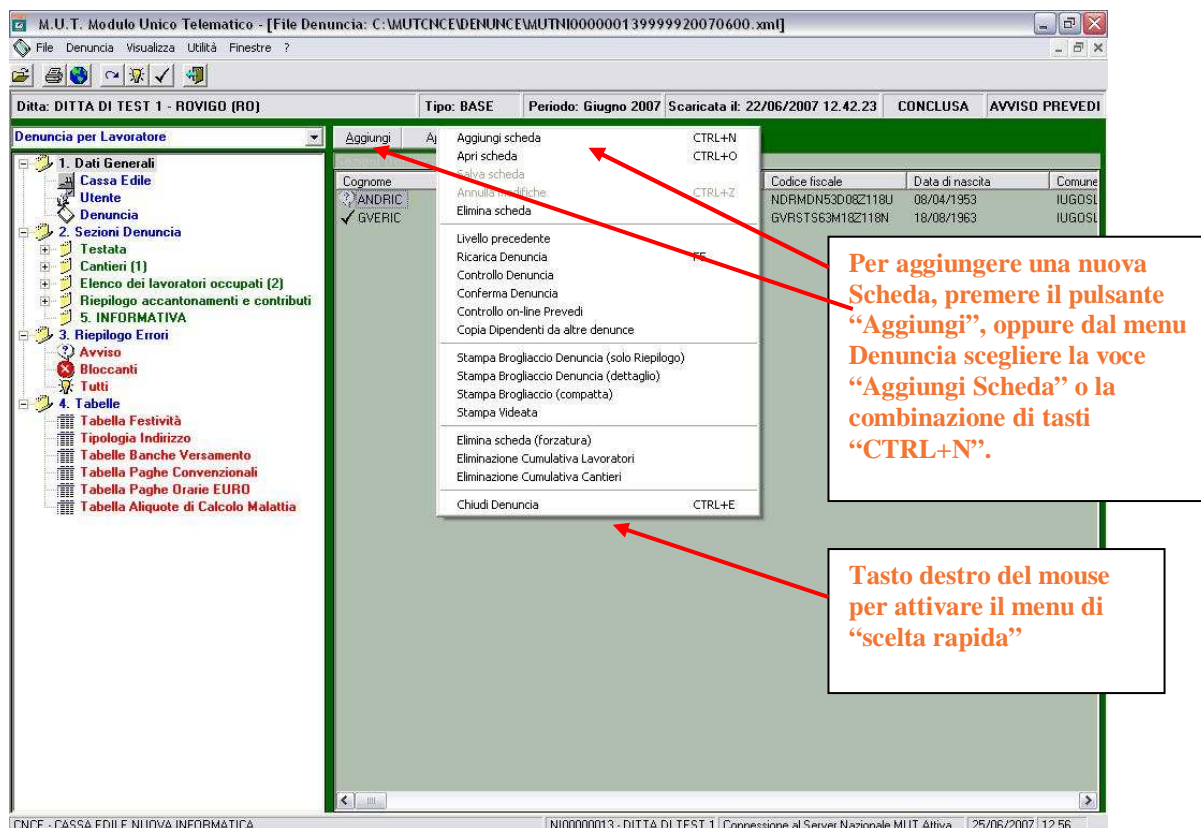 M.U.T. Modulo Unico Telematico - [File Denuncia: C:\MUTCNCE\DENUNCE\MUTNI0000001399999920070600.xml]
File Denuncia Visualizza Utilità Finestre ?
Ditta: DITTA DI TEST 1 - ROVIGO (RO) Tipo: BASE Periodo: Giugno 2007 Scaricata il: 22/06/2007 12.42.23 CONCLUSA AVVISO PREVEDI
Denuncia per Lavoratore
1. Dati Generali
Cassa Edile
Utente
Denuncia
2. Sezioni Denuncia
Testata
Cantieri (1)
Elenco dei lavoratori occupati (2)
Riepilogo accantonamenti e contributi
5. INFORMATIVA
3. Riepilogo Errori
Avviso
Bloccanti
Tutti
4. Tabelle
Tabella Festività
Tipologia Indirizzo
Tabelle Banche Versamento
Tabella Paghe Convenzionali
Tabella Paghe Orarie EURO
Tabella Aliquote di Calcolo Malattia
Aggiungi
Cognome Codice fiscale Data di nascita Comune
ANDRIC NDRMDN53D08Z118U 08/04/1953 IUGOSL
GVERIC GVRSTS63M18Z118N 18/08/1963 IUGOSL
Aggiungi scheda CTRL+N
Apri scheda CTRL+O
Salva scheda
Annulla modifiche CTRL+Z
Elimina scheda
Livello precedente
Ricarica Denuncia F5
Controllo Denuncia
Conferma Denuncia
Controllo on-line Prevedi
Copia Dipendenti da altre denunce
Stampa Brogliaccio Denuncia (solo Riepilogo)
Stampa Brogliaccio Denuncia (dettaglio)
Stampa Brogliaccio (compatta)
Stampa Videata
Elimina scheda (forzatura)
Eliminazione Cumulativa Lavoratori
Eliminazione Cumulativa Cantieri
Chiudi Denuncia CTRL+E
Per aggiungere una nuova
Scheda, premere il pulsante
“Aggiungi”, oppure dal menu
Denuncia scegliere la voce
“Aggiungi Scheda” o la
combinazione di tasti
“CTRL+N”.
Tasto destro del mouse
per attivare il menu di
“scelta rapida”
CNCE - CASSA EDILE NUOVA INFORMATICA NI00000013 - DITTA DI TEST 1 Connessione al Server Nazionale MUT Attiva 25/06/2007 12.56